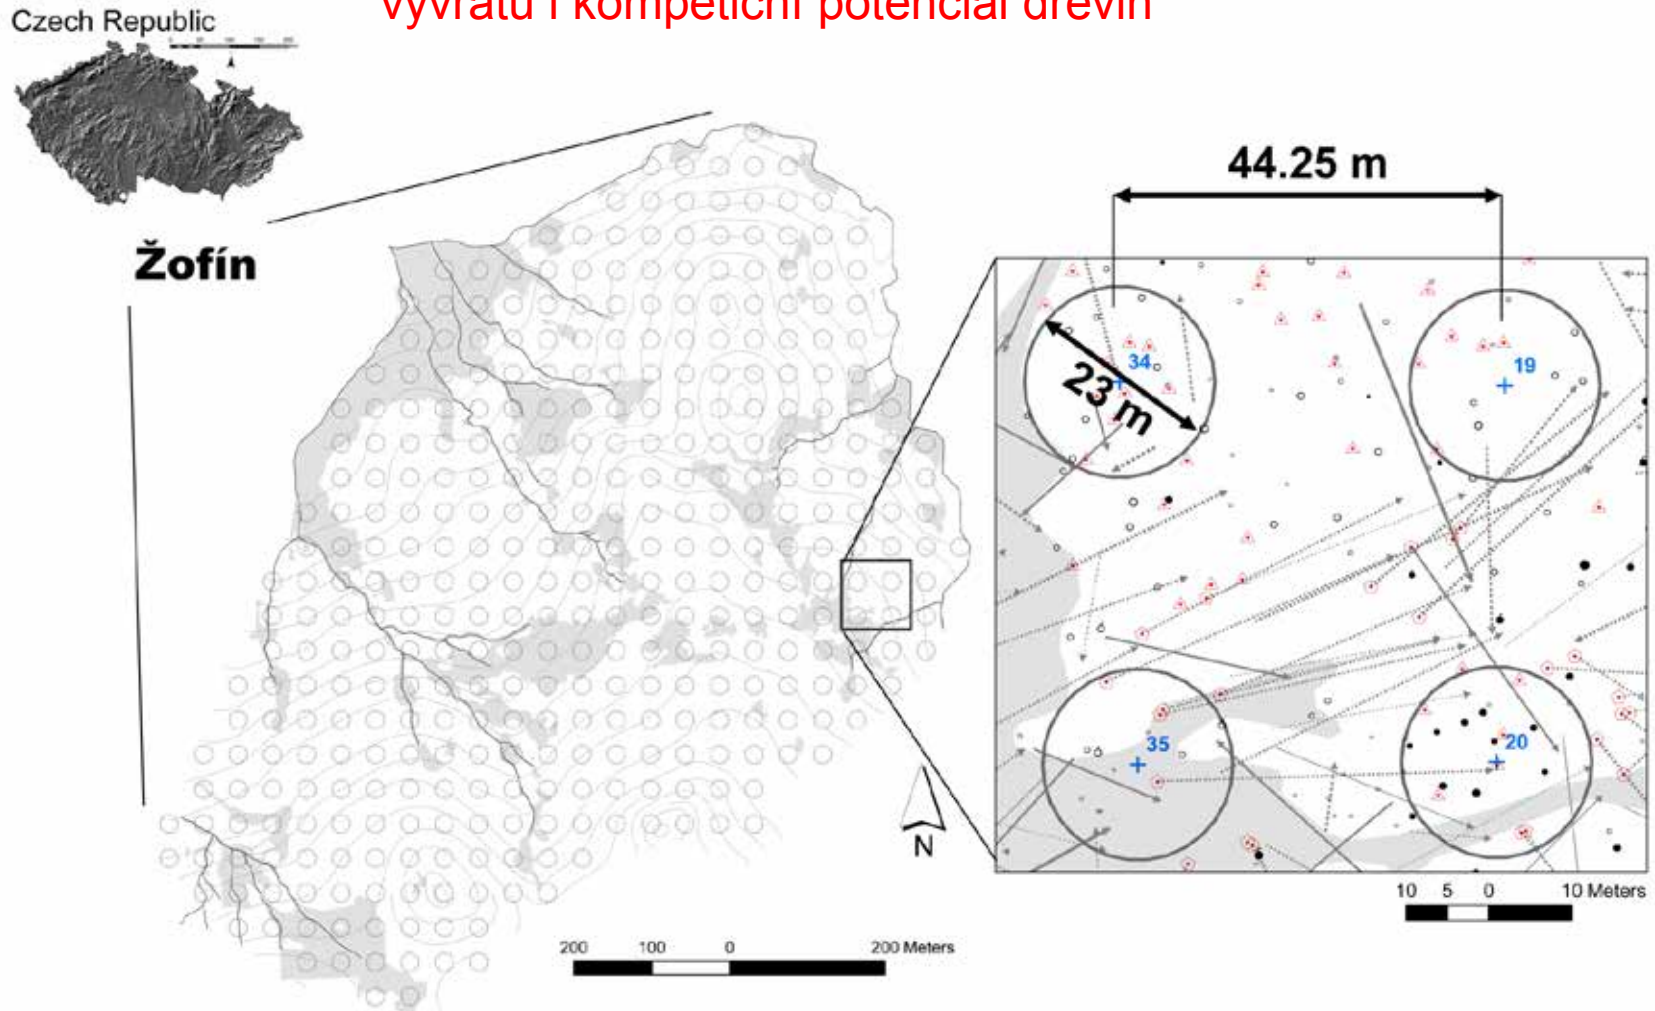 vývratů i kompetiční potenciál dřevin
Czech Republic
Žofín
44.25 m
34
19
23 m
35
20
N
10 5 0 10 Meters
200 100 0 200 Meters